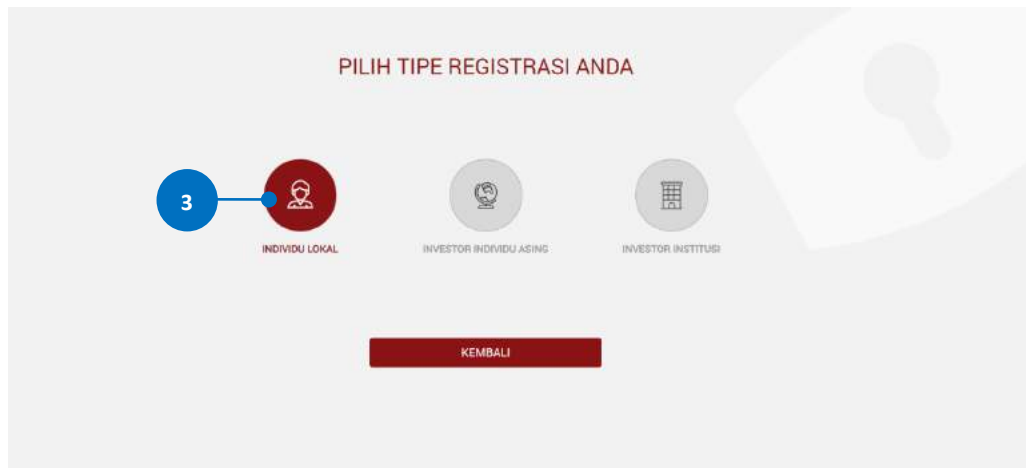 PILIH TIPE REGISTRASI ANDA
3
INDIVIDU LOKAL
INVESTOR INDIVIDU ASING
INVESTOR INSTITUSI
KEMBALI